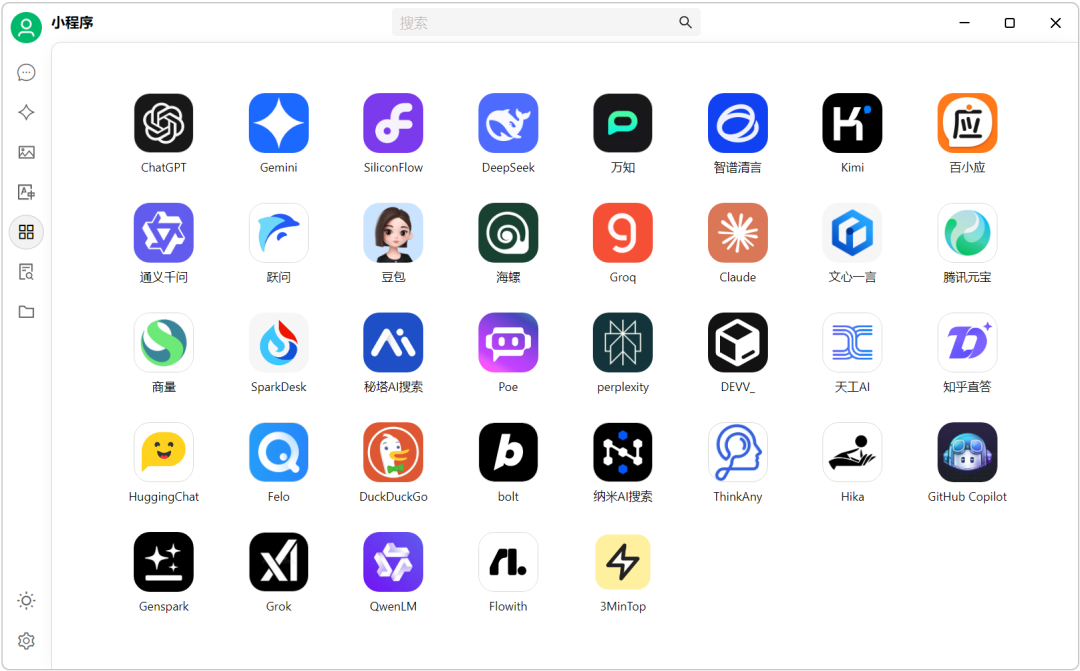 小程序
搜索
ChatGPT
Gemini
SiliconFlow
DeepSeek
万知
智谱清言
Kimi
应
百小应
通义千问
跃问
豆包
海螺
Groq
Claude
文心一言
腾讯元宝
商量
SparkDesk
秘塔AI搜索
Poe
perplexity
DEVV_
天工AI
知乎直答
HuggingChat
Felo
DuckDuckGo
bolt
纳米AI搜索
ThinkAny
Hika
GitHub Copilot
Genspark
Grok
QwenLM
Flowith
3MinTop